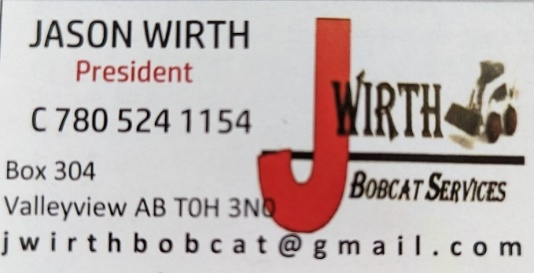 JASON WIRTH
President
C 780 524 1154
J WIRTH
BOBCAT SERVICES
Box 304
Valleyview AB T0H 3N0
jwirthbobcat@gmail.com